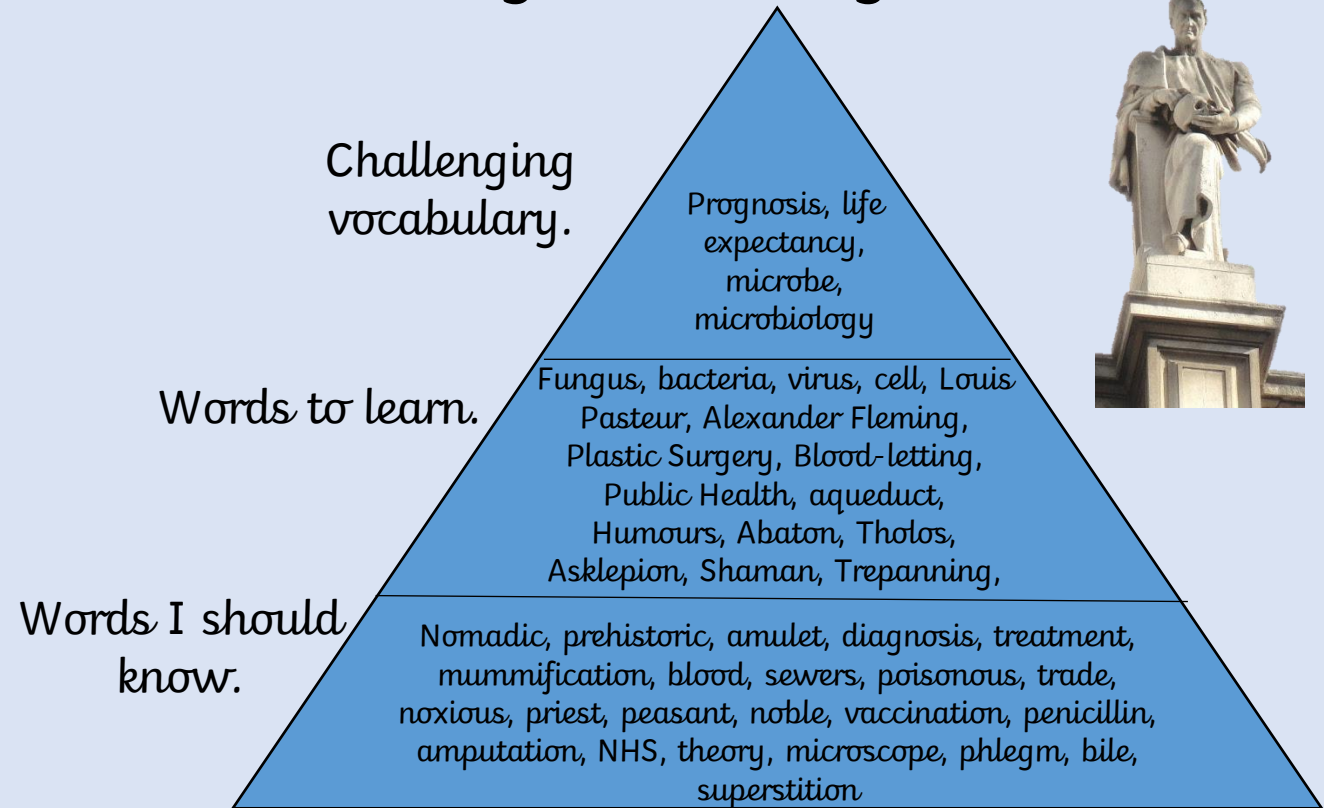 Challenging
vocabulary.
Prognosis, life
expectancy,
microbe,
microbiology
Words to learn.
Fungus, bacteria, virus, cell, Louis
Pasteur, Alexander Fleming,
Plastic Surgery, Blood-letting,
Public Health, aqueduct,
Humours, Abaton, Tholos,
Asklepion, Shaman, Trepanning,
Words I should
know.
Nomadic, prehistoric, amulet, diagnosis, treatment,
mummification, blood, sewers, poisonous, trade,
noxious, priest, peasant, noble, vaccination, penicillin,
amputation, NHS, theory, microscope, phlegm, bile,
superstition